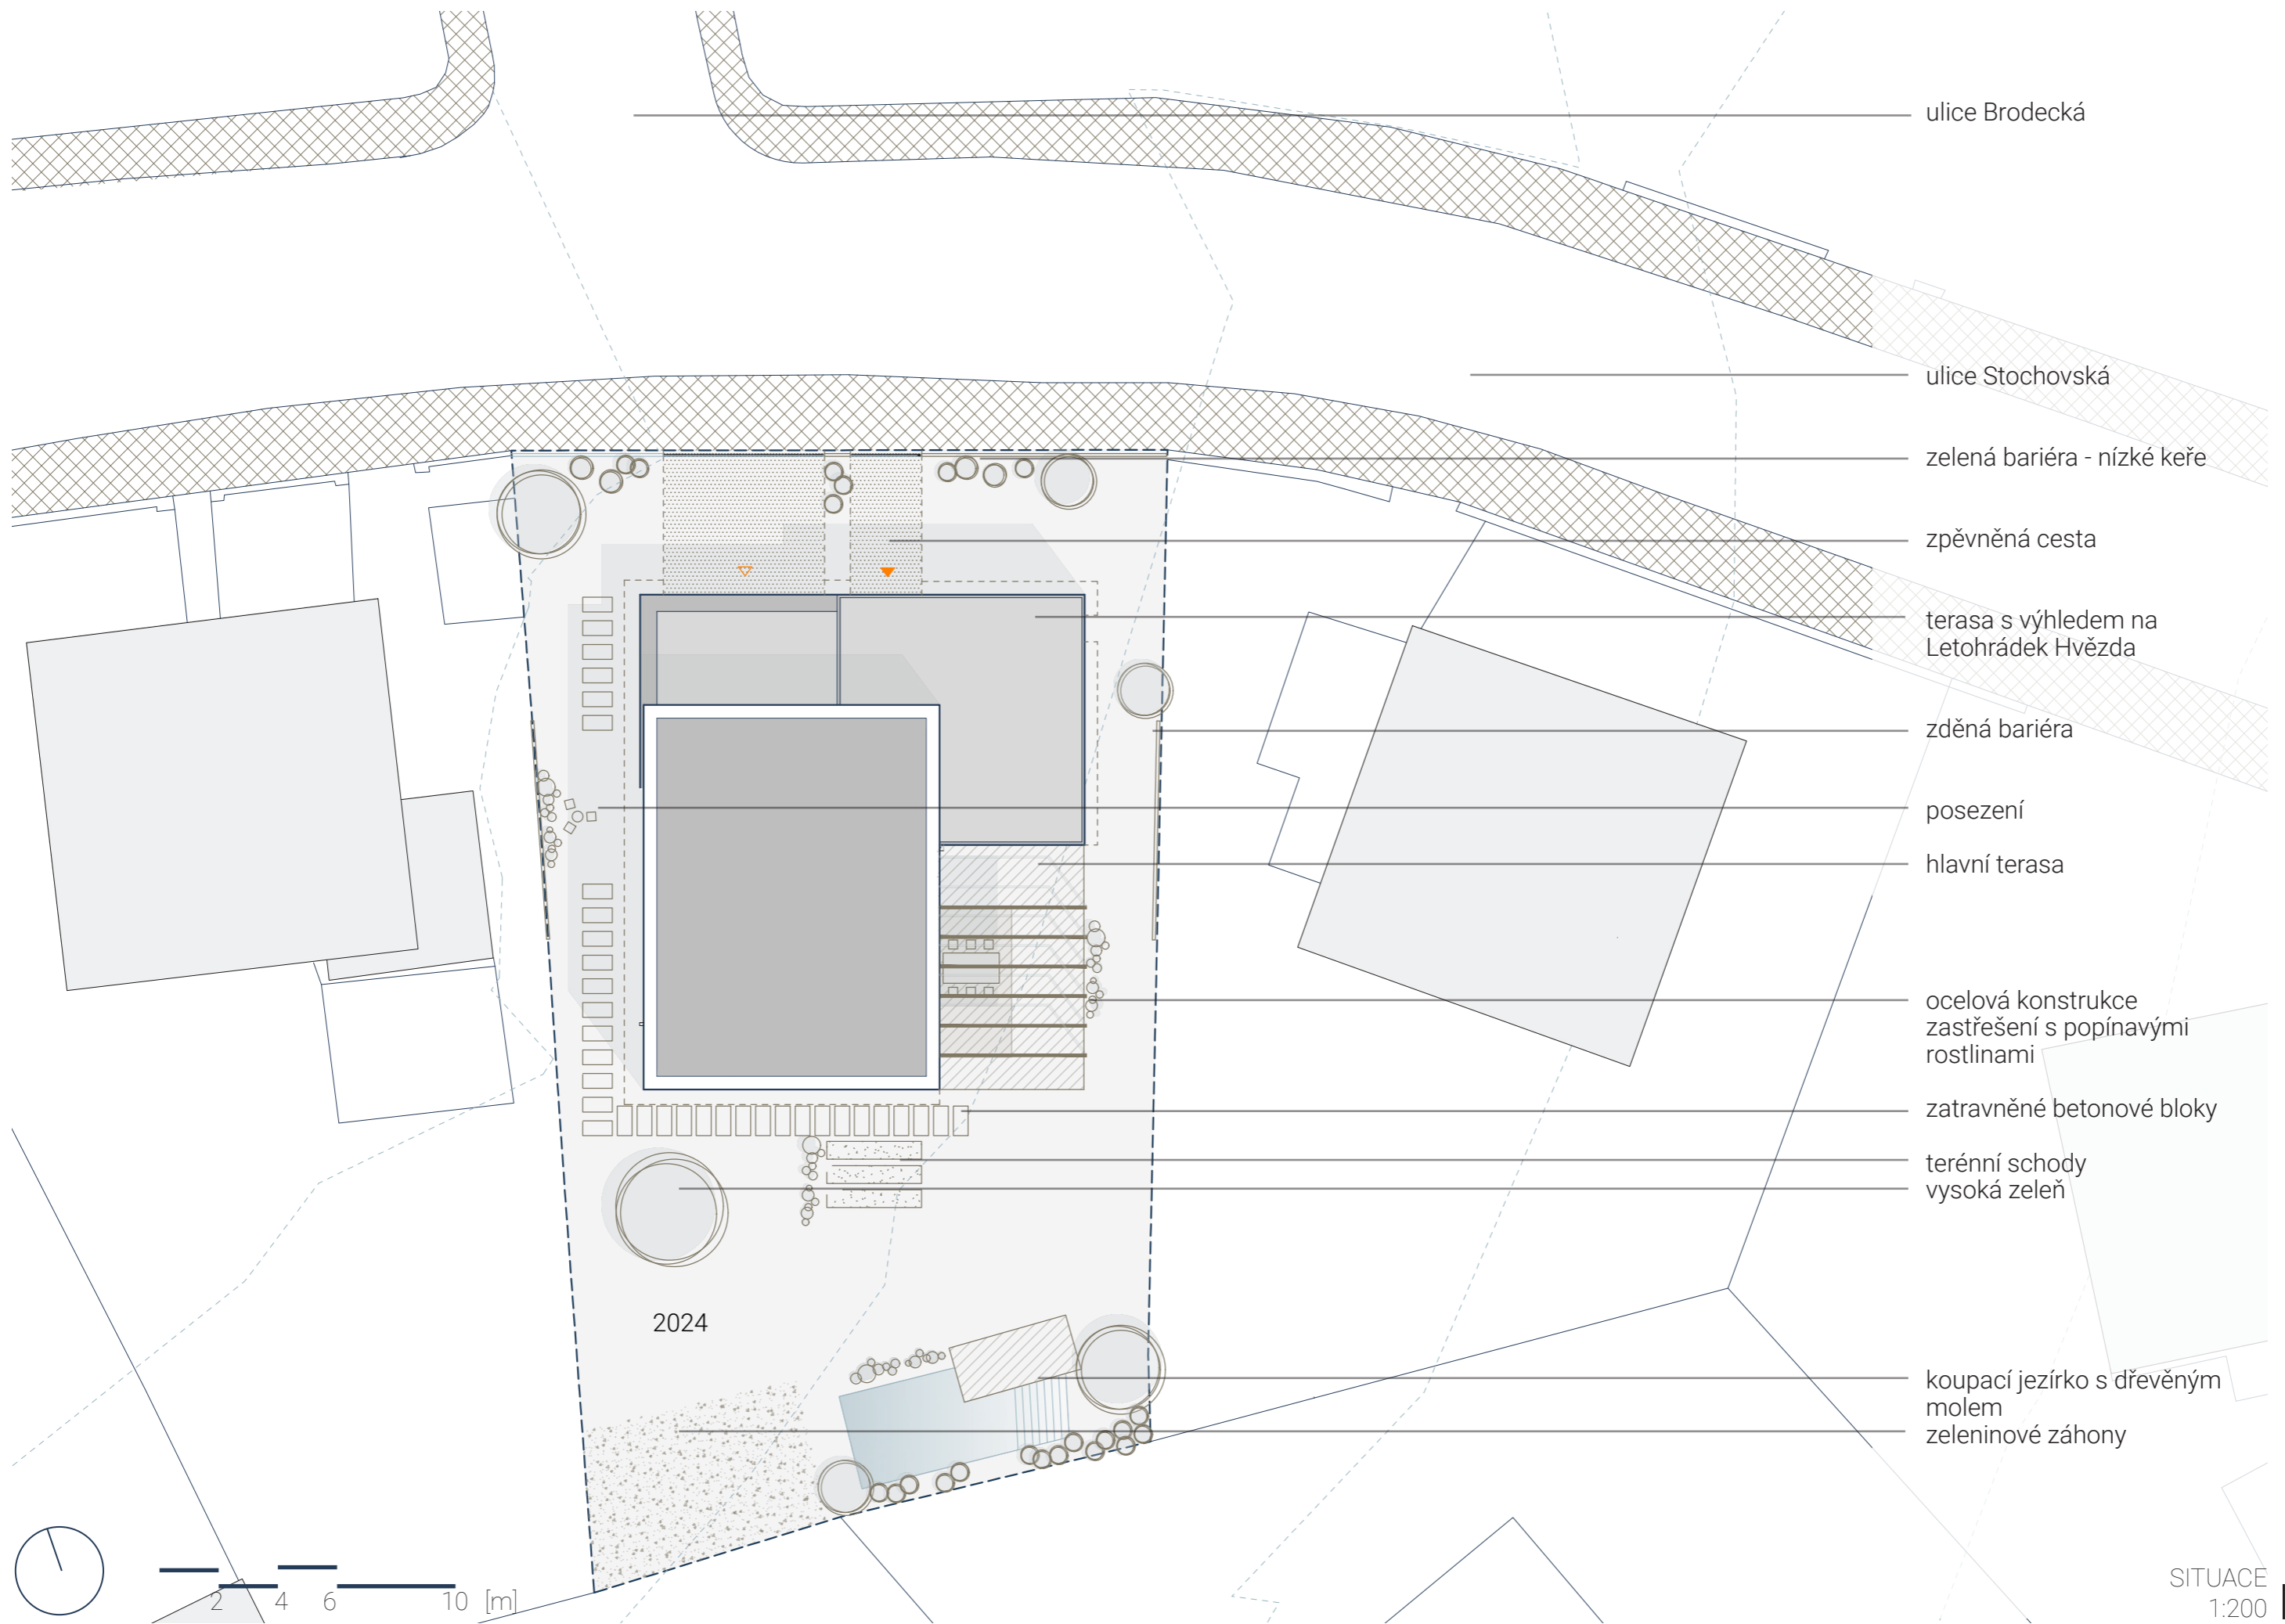 ulice Brodecká
ulice Stochovská
zelená bariéra - nízké keře
zpěvněná cesta
terasa s výhledem na
Letohrádek Hvězda
zděná bariéra
posezení
hlavní terasa
ocelová konstrukce
zastřešení s popínavými
rostlinami
zatravněné betonové bloky
terénní schody
vysoká zeleň
2024
koupací jezírko s dřevěným
molem
zeleninové záhony
2 4 6 10 [m]
SITUACE
1:200